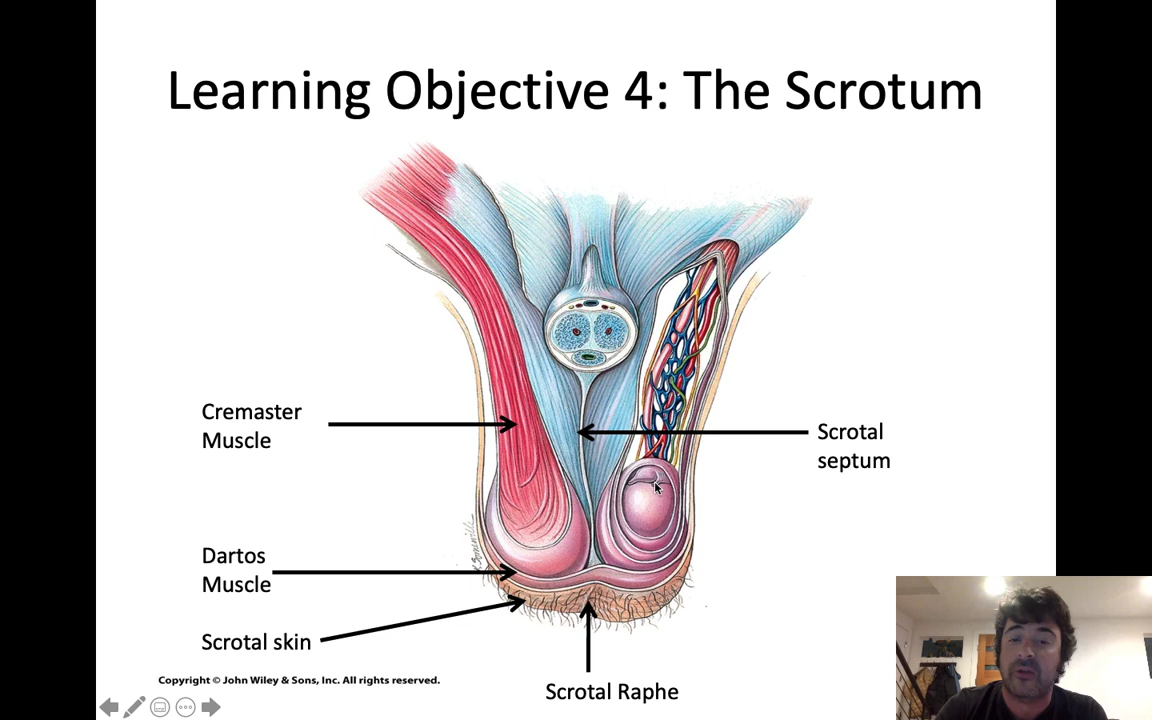 Learning Objective 4: The Scrotum
Cremaster
Muscle
Scrotal
septum
Dartos
Muscle
Scrotal skin
Scrotal Raphe
Copyright © John Wiley & Sons, Inc. All rights reserved.